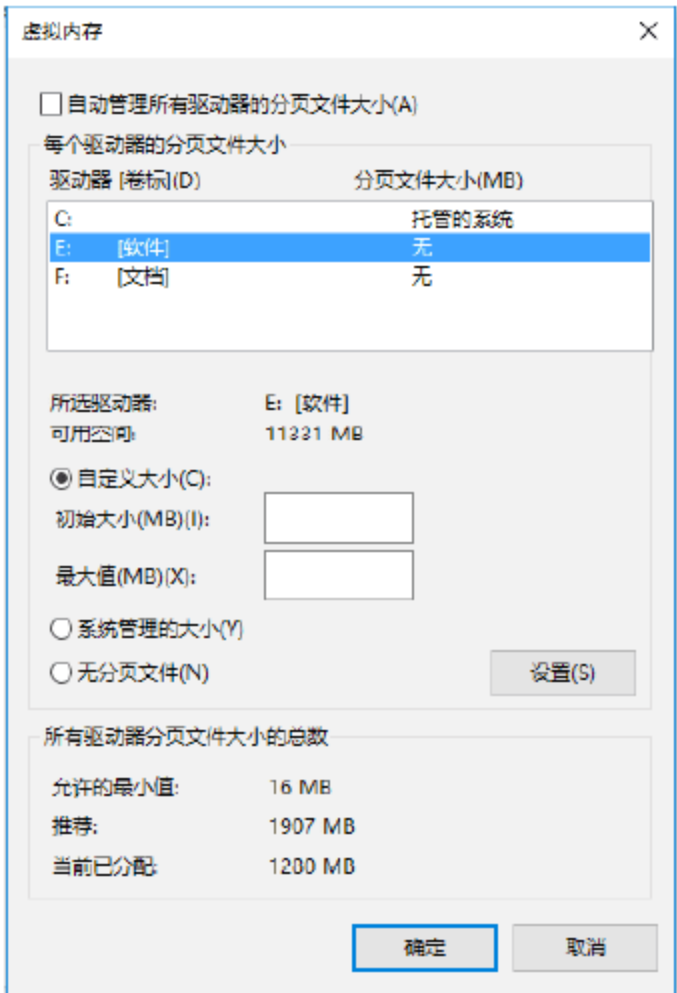 虚拟内存
自动管理所有驱动器的分页文件大小(A)
每个驱动器的分页文件大小
驱动器 [卷标](D) 分页文件大小(MB)
C: 托管的系统
E: [软件] 无
F: [文档] 无
所选驱动器: E: [软件]
可用空间: 11331 MB
自定义大小(C):
初始大小(MB)(I):
最大值(MB)(X):
系统管理的大小(Y)
无分页文件(N)
设置(S)
所有驱动器分页文件大小的总数
允许的最小值: 16 MB
推荐: 1907 MB
当前已分配: 1280 MB
确定 取消